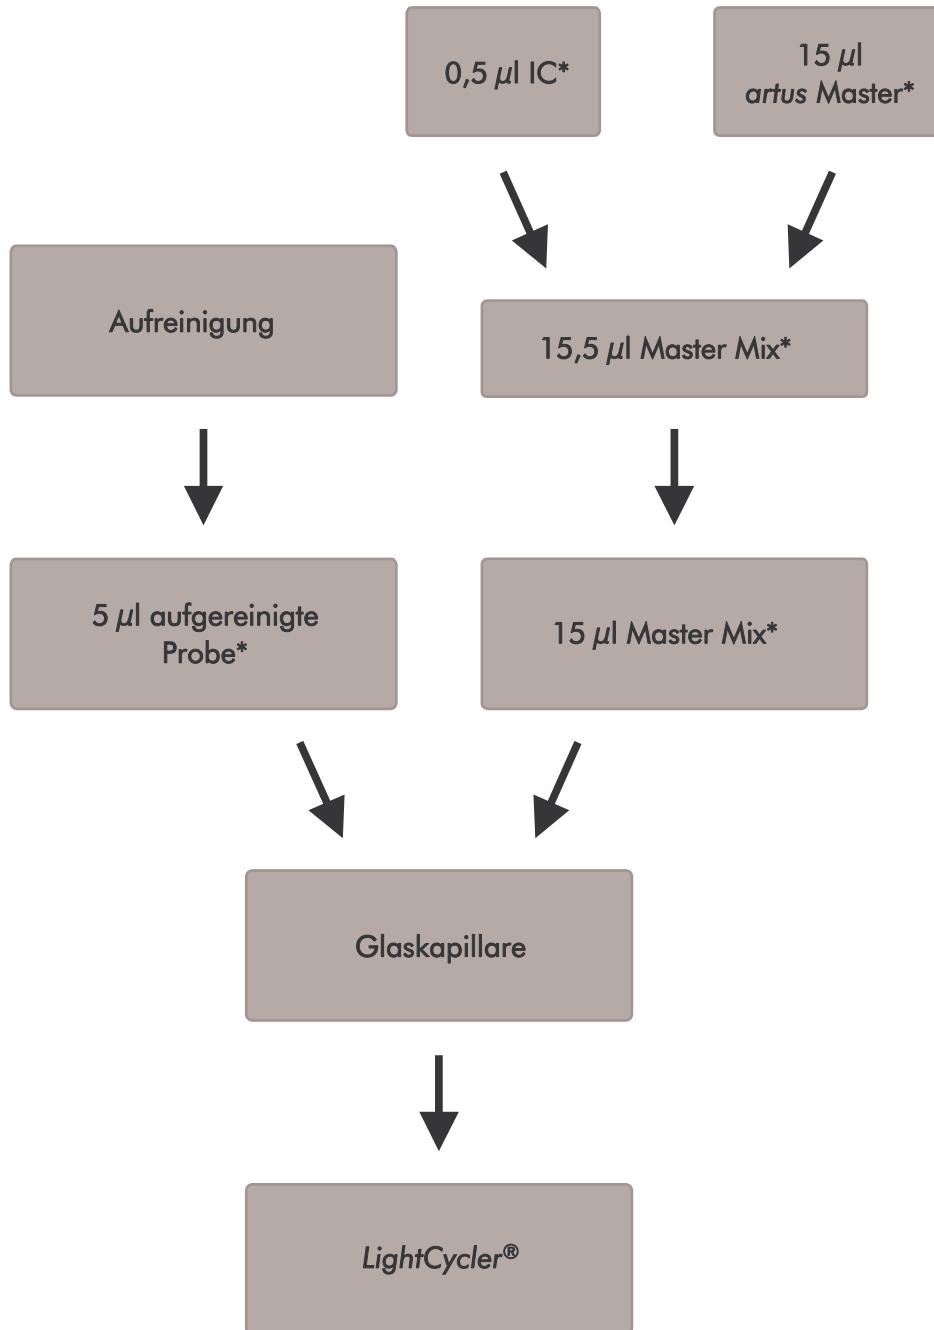 0,5 µl IC*
15 µl
artus Master*
Aufreinigung
15,5 µl Master Mix*
5 µl aufgereinigte
Probe*
15 µl Master Mix*
Glaskapillare
LightCycler®